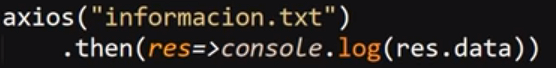 axios("informacion.txt")
    .then(res=>console.log(res.data))